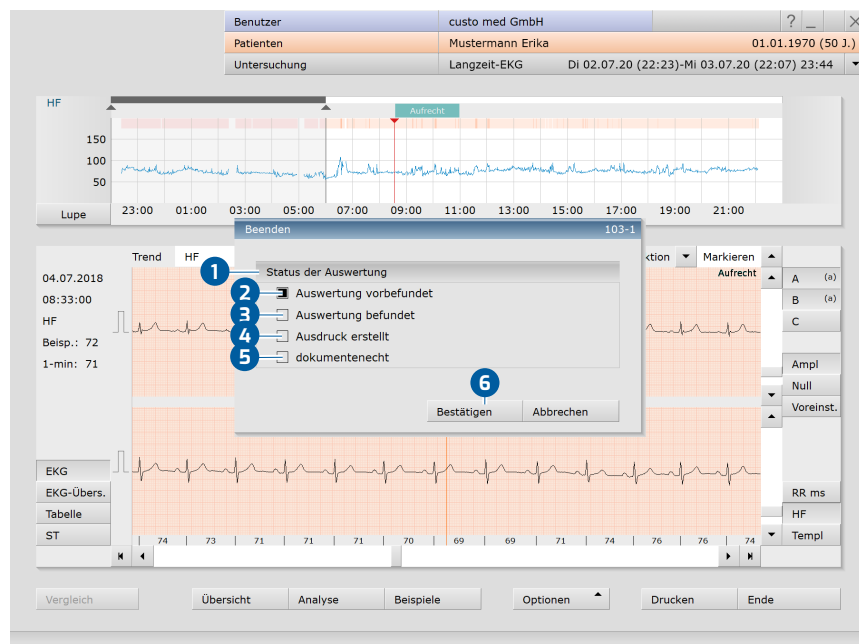 Benutzer custo med GmbH ? _ X
Patienten Mustermann Erika 01.01.1970 (50 J.)
Untersuchung Langzeit-EKG Di 02.07.20 (22:23)-Mi 03.07.20 (22:07) 23:44
HF
Aufrecht
150
100
50
Lupe
23:00 01:00 03:00 05:00 07:00 09:00 11:00 13:00 15:00 17:00 19:00 21:00
Beenden 103-1
Trend HF ktion Markieren
1 Status der Auswertung
Aufrecht
04.07.2018
08:33:00
HF
Beisp.: 72
1-min: 71
2 Auswertung vorbefundet
3 Auswertung befundet
4 Ausdruck erstellt
5 dokumentenecht
6
Bestätigen Abbrechen
A (a)
B (a)
C
Ampl
Null
Voreinst.
EKG
EKG-Übers.
Tabelle
ST
RR ms
HF
Templ
74 73 71 71 71 70 69 69 71 74 76 76 74
Vergleich Übersicht Analyse Beispiele Optionen Drucken Ende